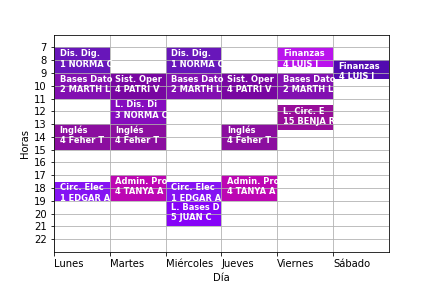 7
8
9
10
11
12
13
14
15
16
17
18
19
20
21
22
Horas
Dis. Dig.
1 NORMA C
Bases Dato
2 MARTH L
Inglés
4 Feher T
Circ. Elec
1 EDGAR A
Sist. Oper
4 PATRI V
L. Dis. Di
3 NORMA C
Inglés
4 Feher T
Admin. Pro
4 TANYA A
Dis. Dig.
1 NORMA C
Bases Dato
2 MARTH L
Circ. Elec
1 EDGAR A
L. Bases D
5 JUAN C
Sist. Oper
4 PATRI V
Inglés
4 Feher T
Admin. Pro
4 TANYA A
Finanzas
4 LUIS I
Bases Dato
2 MARTH L
L. Circ. E
15 BENJA R
Finanzas
4 LUIS I
Lunes Martes Miércoles Jueves Viernes Sábado
Día